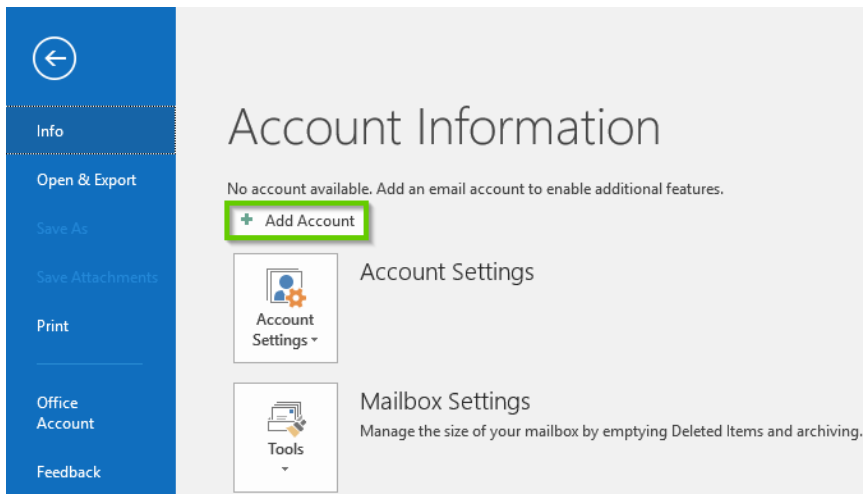 Info
Open & Export
Save As
Save Attachments
Print
Office
Account
Feedback
Account Information
No account available. Add an email account to enable additional features.
+ Add Account
Account
Settings
Account Settings
Tools
Mailbox Settings
Manage the size of your mailbox by emptying Deleted Items and archiving.